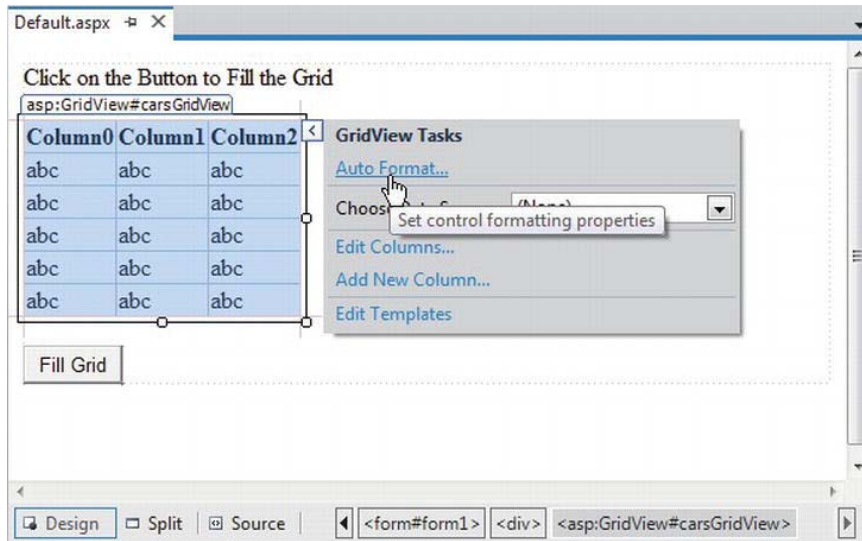 Default.aspx
Click on the Button to Fill the Grid
asp:GridView#carsGridView
Column0 Column1 Column2
abc abc abc
abc abc abc
abc abc abc
abc abc abc
abc abc abc
GridView Tasks
Auto Format...
Choose
(None)
Set control formatting properties
Edit Columns...
Add New Column...
Edit Templates
Fill Grid
Design Split Source <form#form1> <div> <asp:GridView#carsGridView>